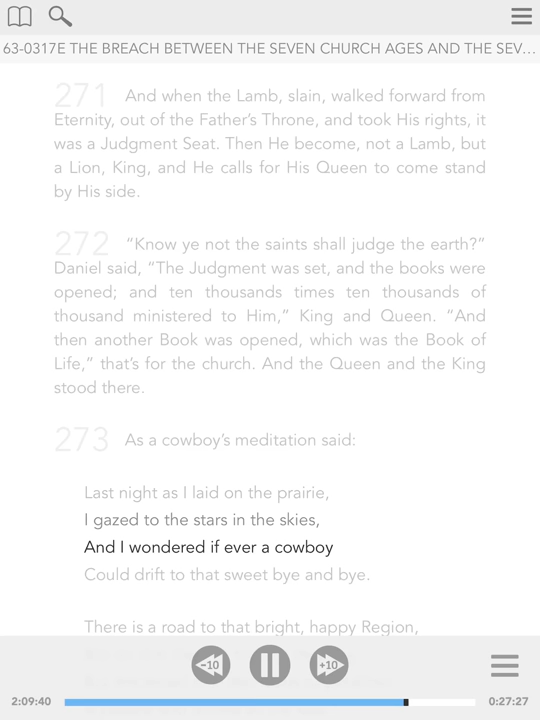 63-0317E THE BREACH BETWEEN THE SEVEN CHURCH AGES AND THE SEV...
271 And when the Lamb, slain, walked forward from
Eternity, out of the Father's Throne, and took His rights, it
was a Judgment Seat. Then He become, not a Lamb, but
a Lion, King, and He calls for His Queen to come stand
by His side.
272 “Know ye not the saints shall judge the earth?”
Daniel said, “The Judgment was set, and the books were
opened; and ten thousands times ten thousands of
thousand ministered to Him,” King and Queen. “And
then another Book was opened, which was the Book of
Life,” that's for the church. And the Queen and the King
stood there.
273 As a cowboy's meditation said:
Last night as I laid on the prairie,
I gazed to the stars in the skies,
And I wondered if ever a cowboy
Could drift to that sweet bye and bye.
There is a road to that bright, happy Region,
-10
+10
2:09:40
0:27:27